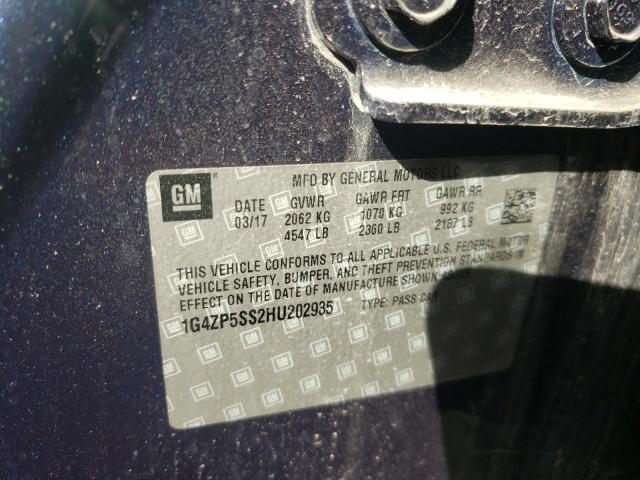 GM
MFD BY GENERAL MOTORS LLC
DATE GVWR GAWR FRT GAWR RR
03/17 2062 KG 1070 KG 992 KG
4547 LB 2360 LB 2187 LB
THIS VEHICLE CONFORMS TO ALL APPLICABLE U.S. FEDERAL MOTOR
VEHICLE SAFETY, BUMPER, AND THEFT PREVENTION STANDARDS IN
EFFECT ON THE DATE OF MANUFACTURE SHOWN ABOVE.
1G4ZP5SS2HU202935 TYPE: PASS CAR